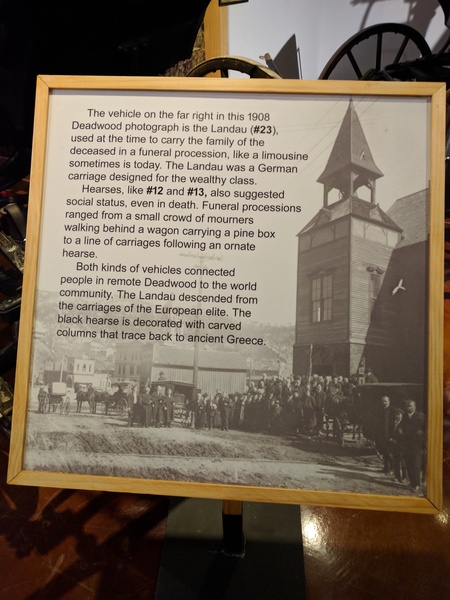 The vehicle on the far right in this 1908
Deadwood photograph is the Landau (#23),
used at the time to carry the family of the
deceased in a funeral procession, like a limousine
sometimes is today. The Landau was a German
carriage designed for the wealthy class.
Hearses, like #12 and #13, also suggested
social status, even in death. Funeral processions
ranged from a small crowd of mourners
walking behind a wagon carrying a pine box
to a line of carriages following an ornate
hearse.
Both kinds of vehicles connected
people in remote Deadwood to the world
community. The Landau descended from
the carriages of the European elite. The
black hearse is decorated with carved
columns that trace back to ancient Greece.